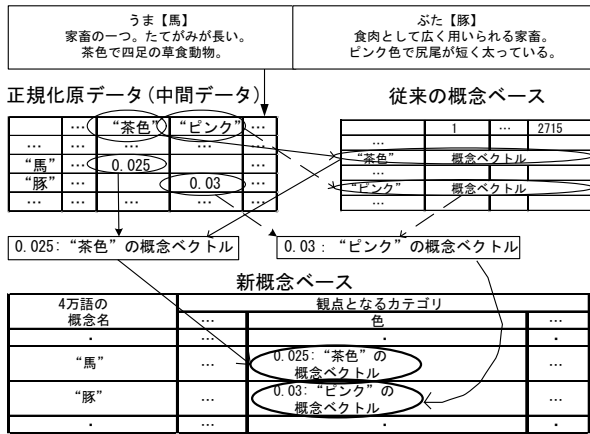 うま【馬】
家畜の一つ。たてがみが長い。
茶色で四足の草食動物。
ぶた【豚】
食肉として広く用いられる家畜。
ピンク色で尻尾が短く太っている。
正規化原データ(中間データ)
従来の概念ベース
… “茶色” “ピンク” …
… … … … …
“馬” … 0.025 …
“豚” … 0.03 …
… … … … …
1 … 2715
…
“茶色” 概念ベクトル
…
“ピンク” 概念ベクトル
…
0.025:“茶色”の概念ベクトル
0.03:“ピンク”の概念ベクトル
新概念ベース
4万語の
概念名
観点となるカテゴリ
… 色 …
・ … ・ ・
“馬” … 0.025:“茶色”の
概念ベクトル …
“豚” … 0.03:“ピンク”の
概念ベクトル …
・ … ・ …